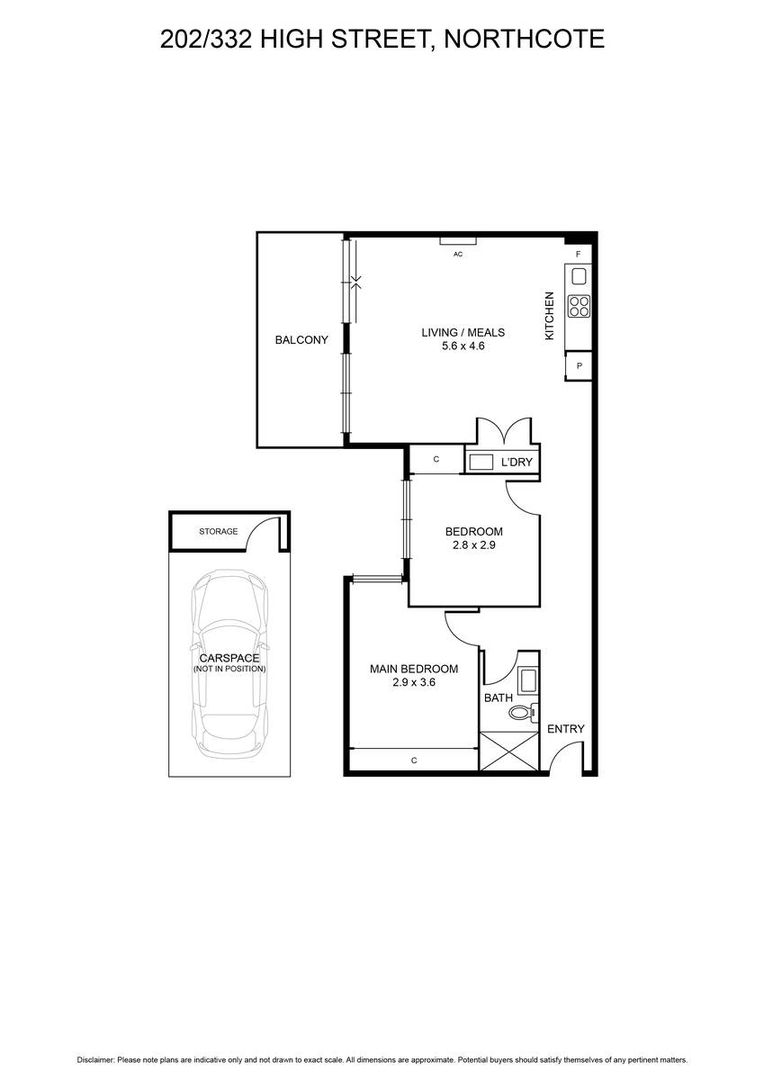 202/332 HIGH STREET, NORTHCOTE
AC
F
KITCHEN
BALCONY
LIVING / MEALS
5.6 x 4.6
P
C
L'DRY
BEDROOM
2.8 x 2.9
STORAGE
CARSPACE
(NOT IN POSITION)
MAIN BEDROOM
2.9 x 3.6
BATH
ENTRY
C
Disclaimer: Please note plans are indicative only and not drawn to exact scale. All dimensions are approximate. Potential buyers should satisfy themselves of any pertinent matters.